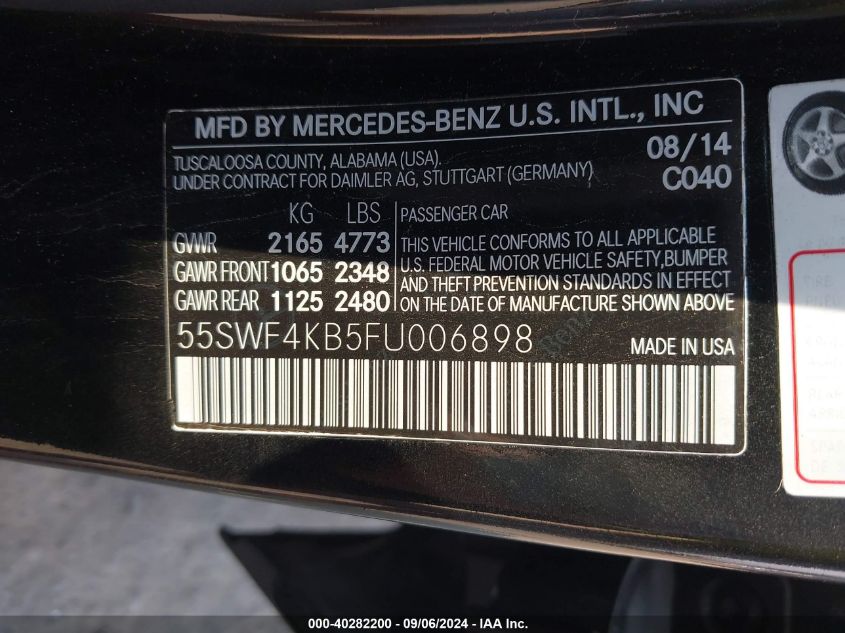 MFD BY MERCEDES-BENZ U.S. INTL., INC
TUSCALOOSA COUNTY, ALABAMA (USA).
UNDER CONTRACT FOR DAIMLER AG, STUTTGART (GERMANY)
08/14
C040
KG LBS
GVWR 2165 4773
GAWR FRONT 1065 2348
GAWR REAR 1125 2480
PASSENGER CAR
THIS VEHICLE CONFORMS TO ALL APPLICABLE
U.S. FEDERAL MOTOR VEHICLE SAFETY, BUMPER
AND THEFT PREVENTION STANDARDS IN EFFECT
ON THE DATE OF MANUFACTURE SHOWN ABOVE
55SWF4KB5FU006898
MADE IN USA
000-40282200 - 09/06/2024 - IAA Inc.